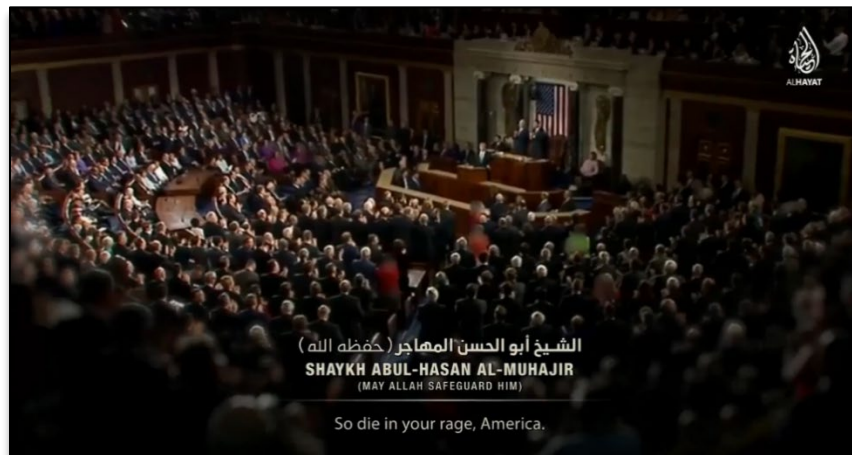 الحياة
ALHAYAT
الشيخ أبو الحسن المهاجر (حفظه الله)
SHAYKH ABUL-HASAN AL-MUHAJIR
(MAY ALLAH SAFEGUARD HIM)
So die in your rage, America.